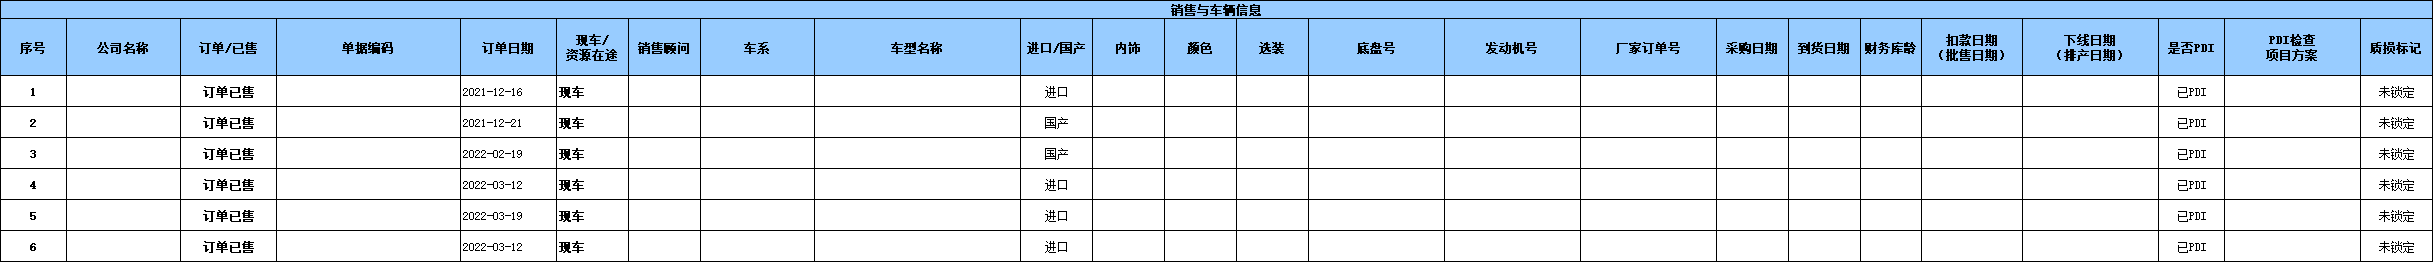 销售与车辆信息
序号 公司名称 订单/已售 单据编码 订单日期 现车/ 销售顾问 车系 车型名称 进口/国产 内饰 颜色 选装 底盘号 发动机号 厂家订单号 采购日期 到货日期 财务库龄 扣款日期 下线日期 是否PDI PDI检查 质损标记
资源在途 （批售日期） （排产日期） 项目方案
1 订单已售 2021-12-16 现车 进口 已PDI 未锁定
2 订单已售 2021-12-21 现车 国产 已PDI 未锁定
3 订单已售 2022-02-19 现车 国产 已PDI 未锁定
4 订单已售 2022-03-12 现车 进口 已PDI 未锁定
5 订单已售 2022-03-19 现车 进口 已PDI 未锁定
6 订单已售 2022-03-12 现车 进口 已PDI 未锁定